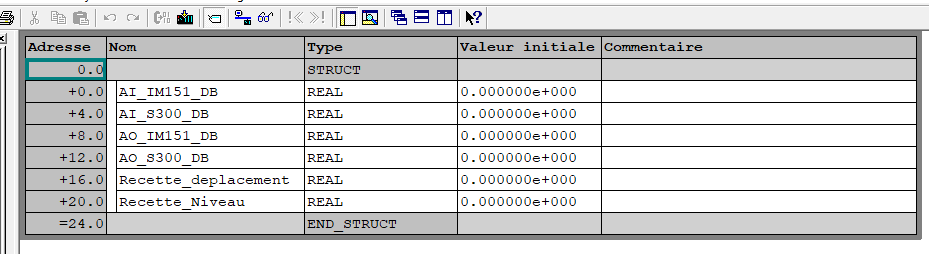 Adresse Nom Type Valeur initiale Commentaire
0.0 STRUCT
+0.0 AI_IM151_DB REAL 0.000000e+000
+4.0 AI_S300_DB REAL 0.000000e+000
+8.0 AO_IM151_DB REAL 0.000000e+000
+12.0 AO_S300_DB REAL 0.000000e+000
+16.0 Recette_deplacement REAL 0.000000e+000
+20.0 Recette_Niveau REAL 0.000000e+000
=24.0 END_STRUCT